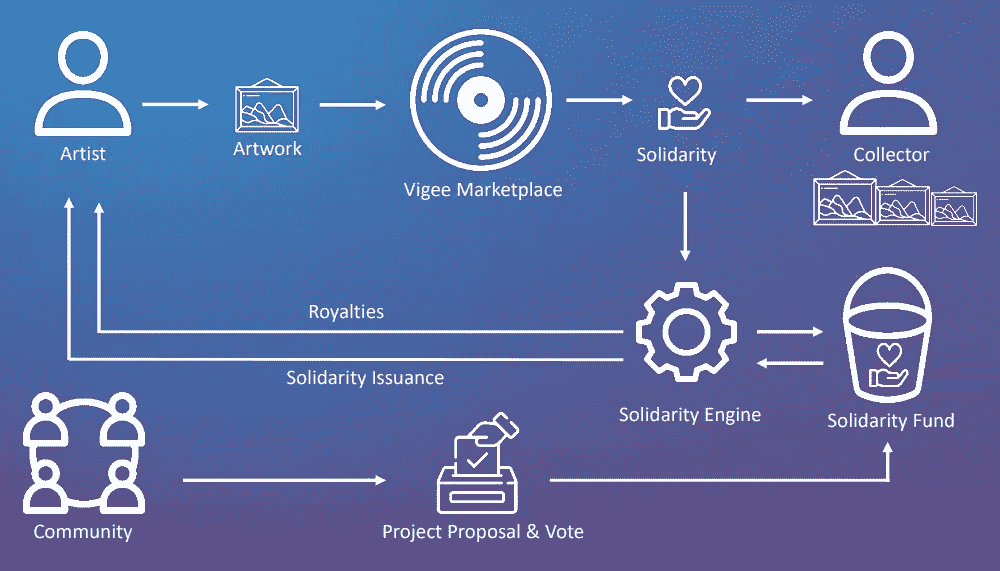 Artist
Artwork
Vigee Marketplace
Solidarity
Collector
Royalties
Solidarity Issuance
Solidarity Engine
Solidarity Fund
Community
Project Proposal & Vote